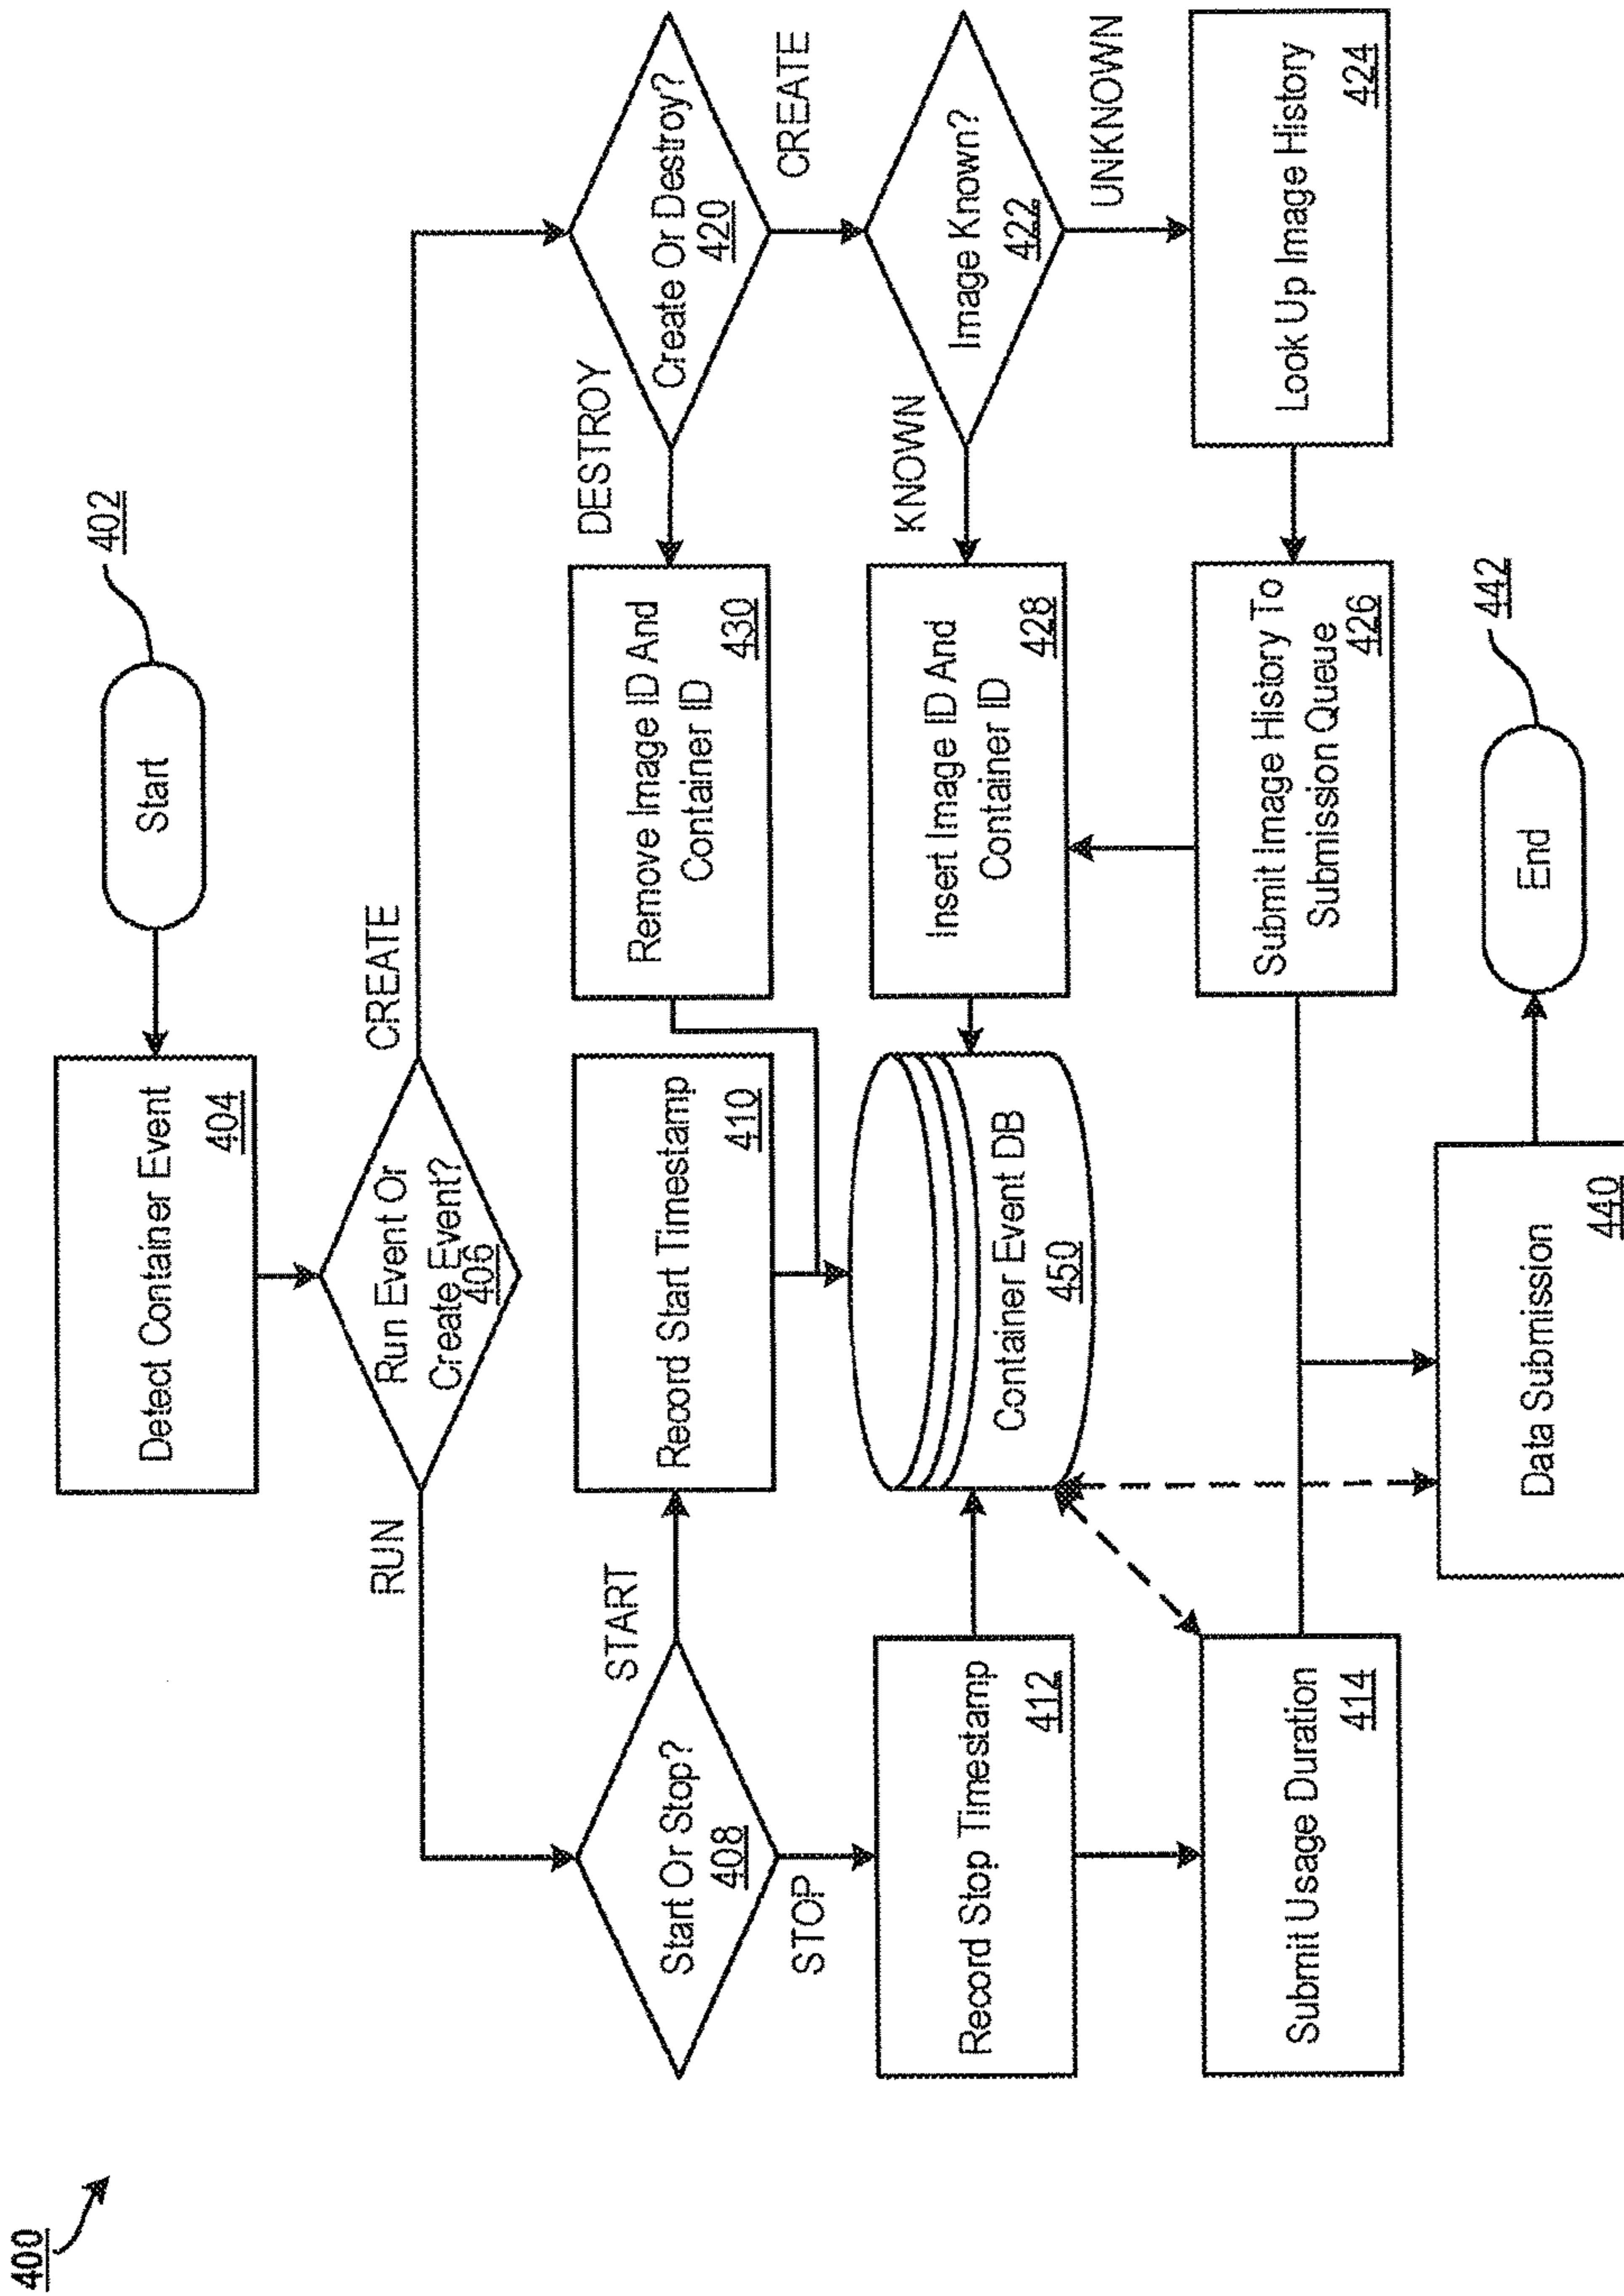 400
Start
402
Detect Container Event
404
Run Event Or
Create Event?
406
RUN
CREATE
Start Or Stop?
408
START
STOP
Record Start Timestamp
410
Remove Image ID And
Container ID
430
DESTROY
Create Or Destroy?
420
CREATE
Record Stop Timestamp
412
Container Event DB
450
Insert Image ID And
Container ID
428
KNOWN
Image Known?
422
UNKNOWN
Submit Usage Duration
414
Submit Image History To
Submission Queue
426
Look Up Image History
424
Data Submission
440
End
442